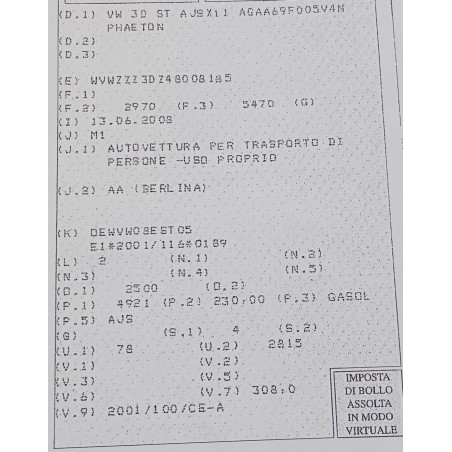 (D.1) VW 3D ST AJSX11 AGAA69F005V4N
PHAETON
(D.2)
(D.3)
(E) WVWZZZ3DZ48008185
(F.1)
(F.2) 2970 (F.3) 5470 (G)
(I) 13.06.2008
(J) M1
(J.1) AUTOVETTURA PER TRASPORTO DI
PERSONE -USO PROPRIO
(J.2) AA (BERLINA)
(K) DEWVW08EST05
E1*2001/116*0189
(L) 2 (N.1) (N.2)
(N.3) (N.4) (N.5)
(O.1) 2500 (O.2)
(P.1) 4921 (P.2) 230,00 (P.3) GASOL
(P.5) AJS
(Q) (S.1) 4 (S.2)
(U.1) 78 (U.2) 2815
(V.1) (V.2)
(V.3) (V.5)
(V.6) (V.7) 308,0
(V.9) 2001/100/CE-A
IMPOSTA
DI BOLLO
ASSOLTA
IN MODO
VIRTUALE